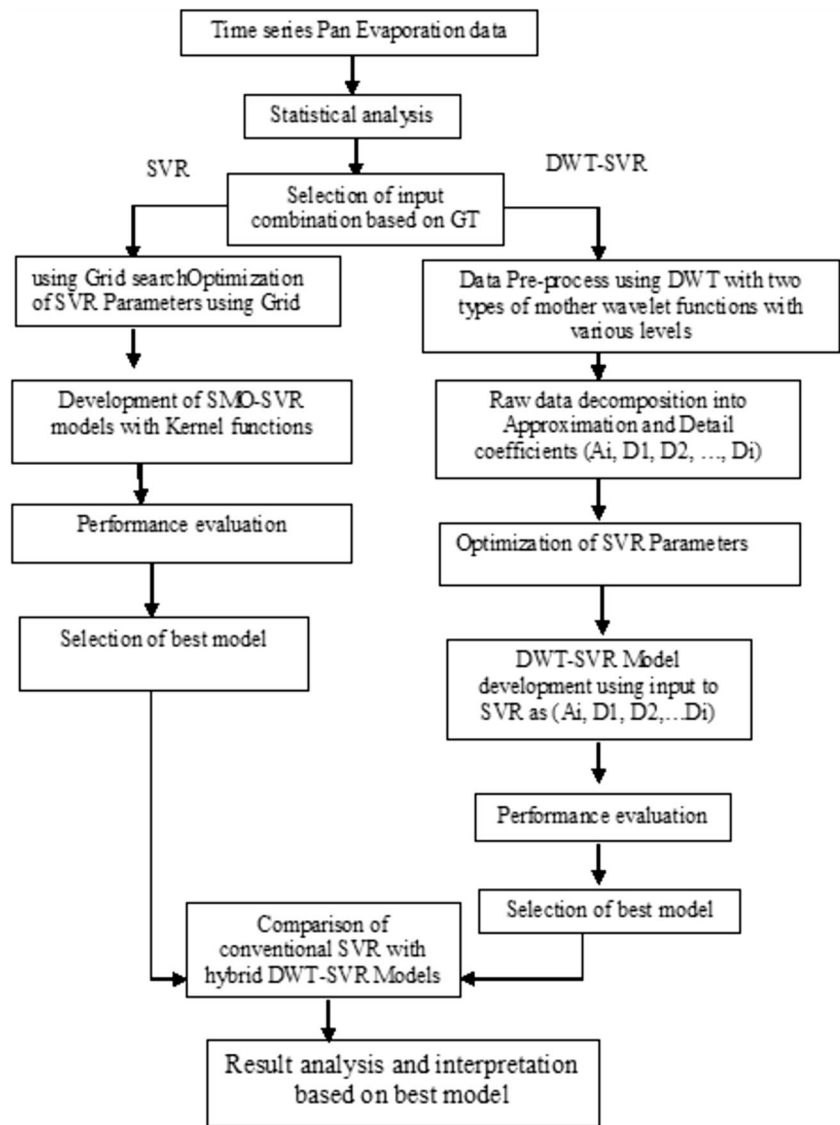 Time series Pan Evaporation data
Statistical analysis
SVR
DWT-SVR
Selection of input
combination based on GT
using Grid searchOptimization
of SVR Parameters using Grid
Data Pre-process using DWT with two
types of mother wavelet functions with
various levels
Development of SMO-SVR
models with Kernel functions
Raw data decomposition into
Approximation and Detail
coefficients (Ai, D1, D2, ..., Di)
Performance evaluation
Optimization of SVR Parameters
Selection of best model
DWT-SVR Model
development using input to
SVR as (Ai, D1, D2,...Di)
Performance evaluation
Selection of best model
Comparison of
conventional SVR with
hybrid DWT-SVR Models
Result analysis and interpretation
based on best model